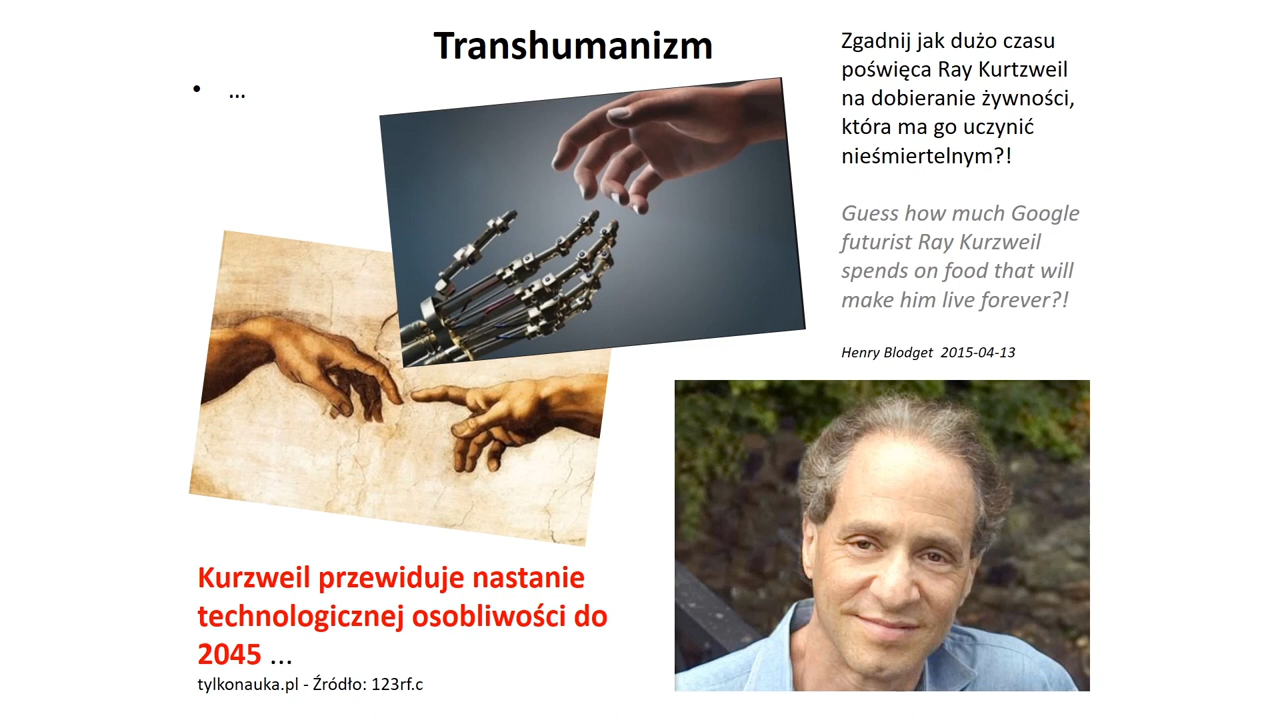 Transhumanizm
• ...
Zgadnij jak dużo czasu
poświęca Ray Kurtzweil
na dobieranie żywności,
która ma go uczynić
nieśmiertelnym?!
Guess how much Google
futurist Ray Kurzweil
spends on food that will
make him live forever?!
Henry Blodget 2015-04-13
Kurzweil przewiduje nastanie
technologicznej osobliwości do
2045 ...
tylkonauka.pl - Źródło: 123rf.c